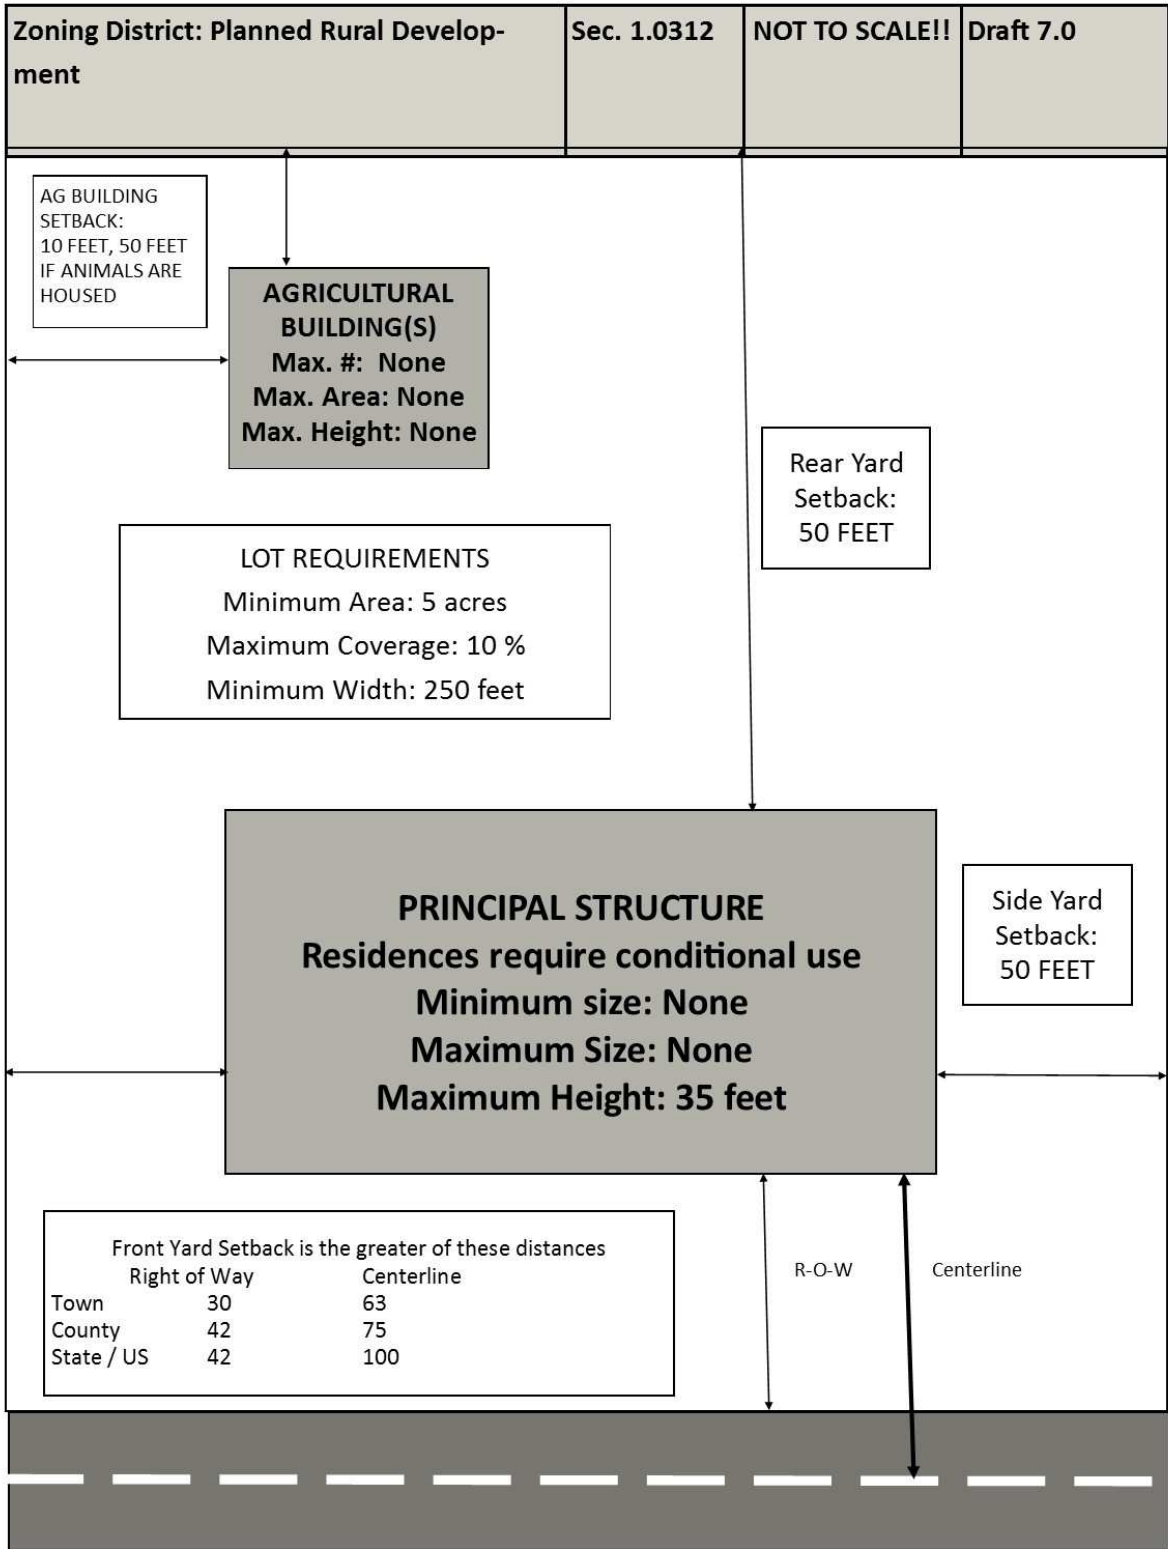 Zoning District: Planned Rural Develop-
ment
Sec. 1.0312
NOT TO SCALE!!
Draft 7.0
AG BUILDING
SETBACK:
10 FEET, 50 FEET
IF ANIMALS ARE
HOUSED
AGRICULTURAL
BUILDING(S)
Max. #: None
Max. Area: None
Max. Height: None
Rear Yard
Setback:
50 FEET
LOT REQUIREMENTS
Minimum Area: 5 acres
Maximum Coverage: 10 %
Minimum Width: 250 feet
PRINCIPAL STRUCTURE
Residences require conditional use
Minimum size: None
Maximum Size: None
Maximum Height: 35 feet
Side Yard
Setback:
50 FEET
Front Yard Setback is the greater of these distances
Right of Way Centerline
Town 30 63
County 42 75
State / US 42 100
R-O-W
Centerline